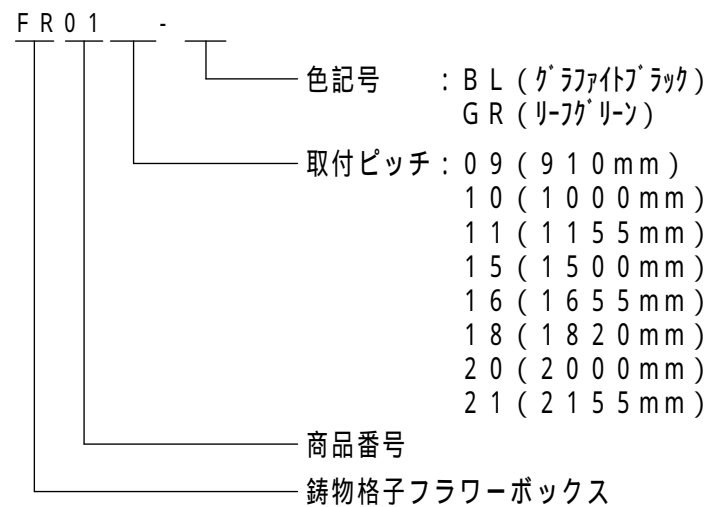 ＦＲ０１　　-
色記号　：ＢＬ（ｸﾞﾗﾌｧｲﾄﾌﾞﾗｯｸ）
ＧＲ（ﾘｰﾌｸﾞﾘｰﾝ）
取付ピッチ：０９（９１０ｍｍ）
１０（１０００ｍｍ）
１１（１１５５ｍｍ）
１５（１５００ｍｍ）
１６（１６５５ｍｍ）
１８（１８２０ｍｍ）
２０（２０００ｍｍ）
２１（２１５５ｍｍ）
商品番号
鋳物格子フラワーボックス